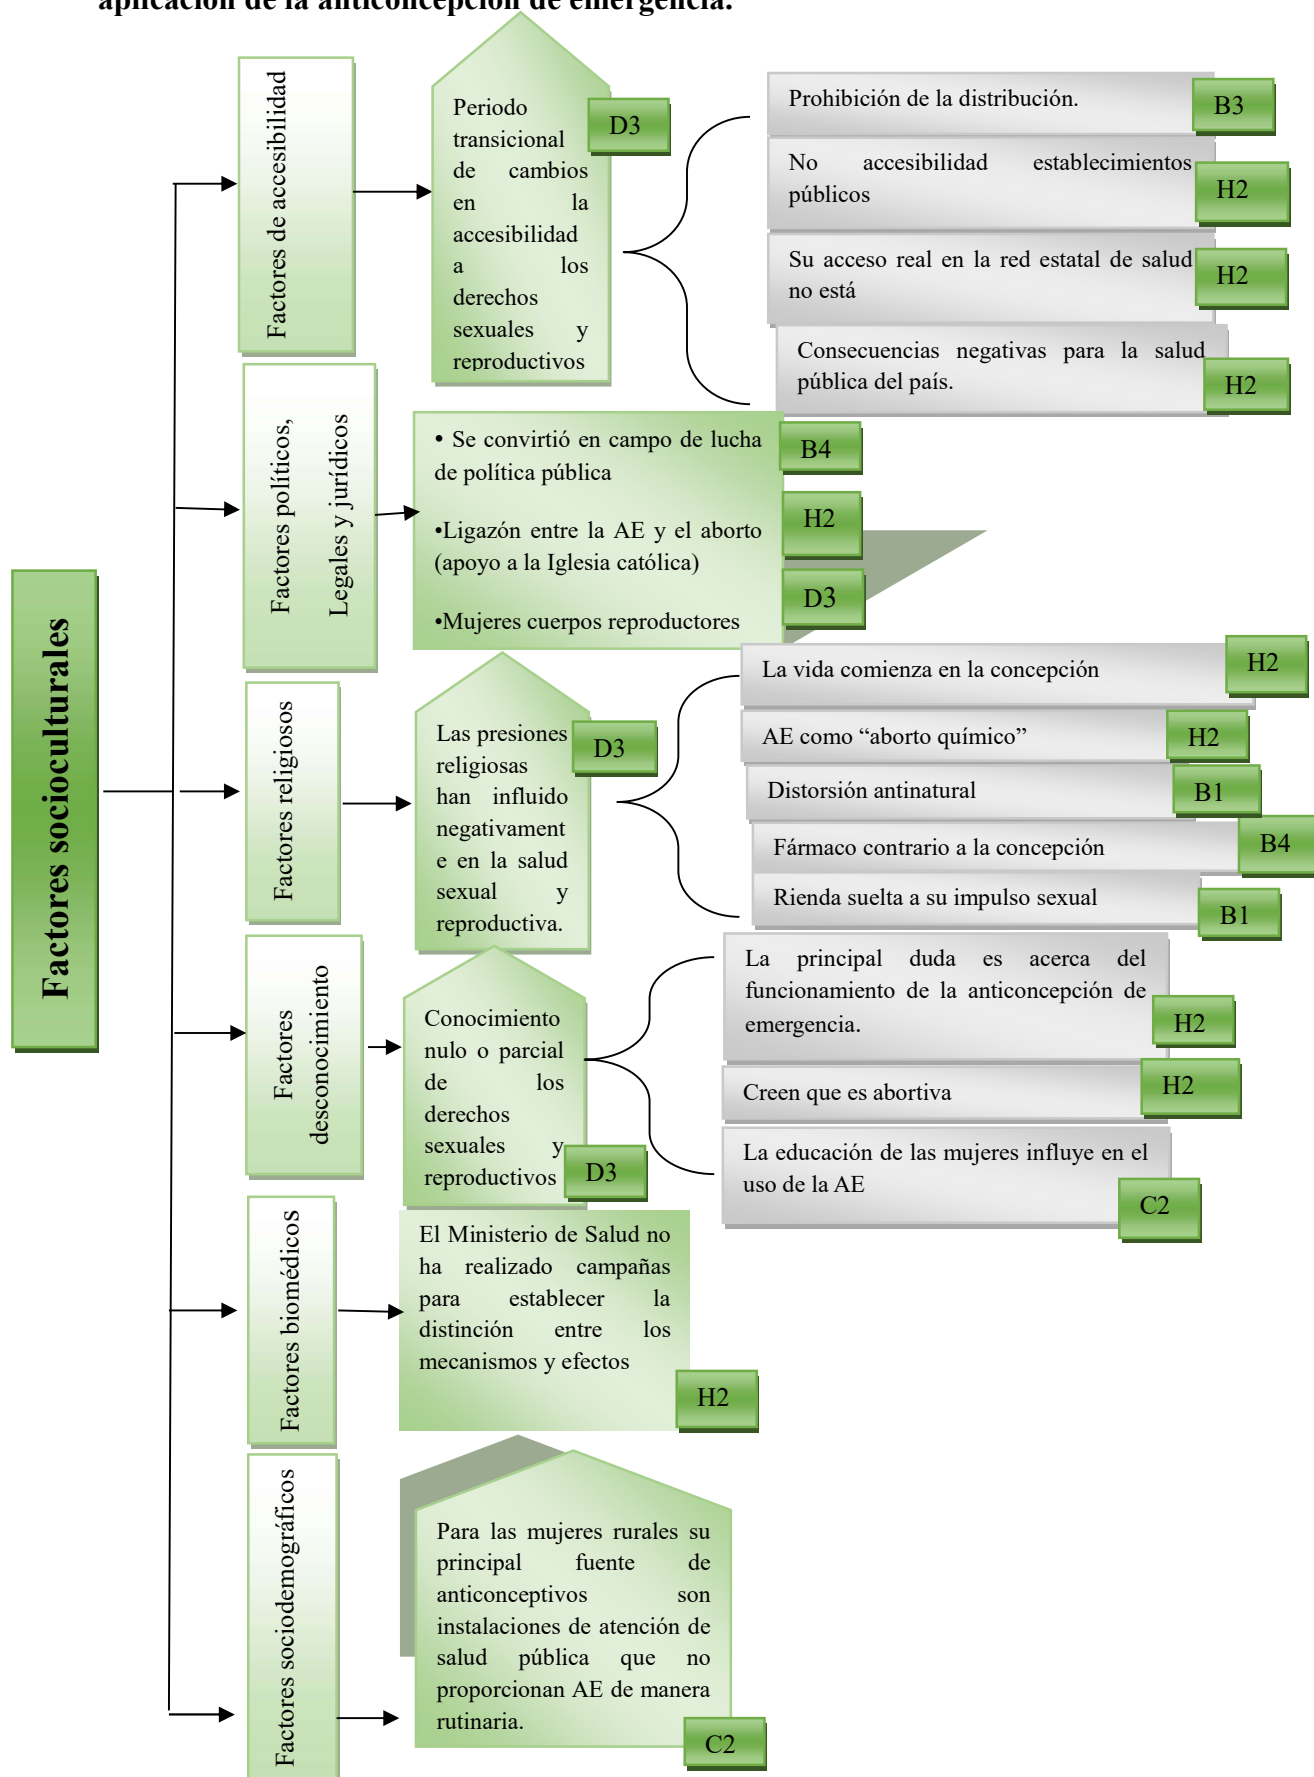 aplicación de la anticoncepción de emergencia.
Factores socioculturales
Factores de accesibilidad
Periodo
transicional
de cambios
en la
accesibilidad
a los
derechos
sexuales y
reproductivos
D3
Prohibición de la distribución.
B3
No accesibilidad establecimientos
públicos
H2
Su acceso real en la red estatal de salud
no está
H2
Consecuencias negativas para la salud
pública del país.
H2
Factores políticos,
Legales y jurídicos
• Se convirtió en campo de lucha
de política pública
B4
•Ligazón entre la AE y el aborto
(apoyo a la Iglesia católica)
H2
•Mujeres cuerpos reproductores
D3
Factores religiosos
Las presiones
religiosas
han influido
negativament
e en la salud
sexual y
reproductiva.
D3
La vida comienza en la concepción
H2
AE como “aborto químico”
H2
Distorsión antinatural
B1
Fármaco contrario a la concepción
B4
Rienda suelta a su impulso sexual
B1
Factores
desconocimiento
Conocimiento
nulo o parcial
de los
derechos
sexuales y
reproductivos
D3
La principal duda es acerca del
funcionamiento de la anticoncepción de
emergencia.
H2
Creen que es abortiva
H2
La educación de las mujeres influye en el
uso de la AE
C2
Factores biomédicos
El Ministerio de Salud no
ha realizado campañas
para establecer la
distinción entre los
mecanismos y efectos
H2
Factores sociodemográficos
Para las mujeres rurales su
principal fuente de
anticonceptivos son
instalaciones de atención de
salud pública que no
proporcionan AE de manera
rutinaria.
C2